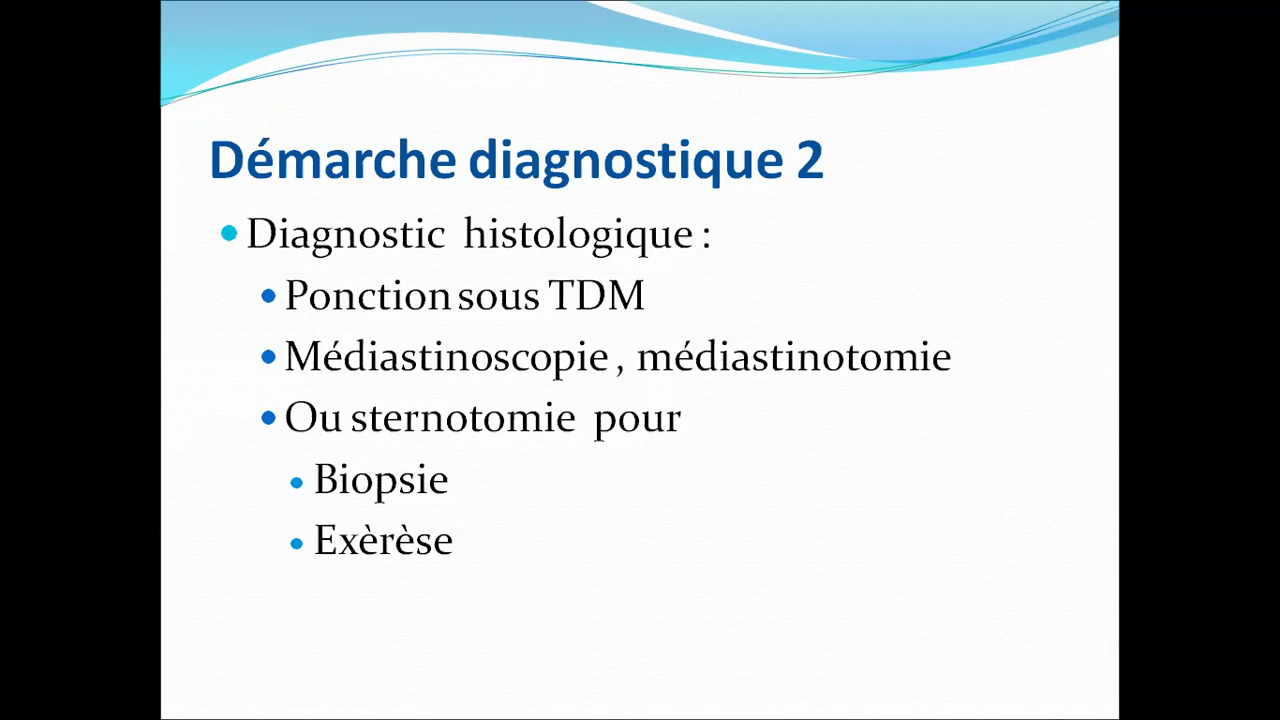 Démarche diagnostique 2
Diagnostic histologique :
Ponction sous TDM
Médiastinoscopie , médiastinotomie
Ou sternotomie pour
Biopsie
Exèrèse